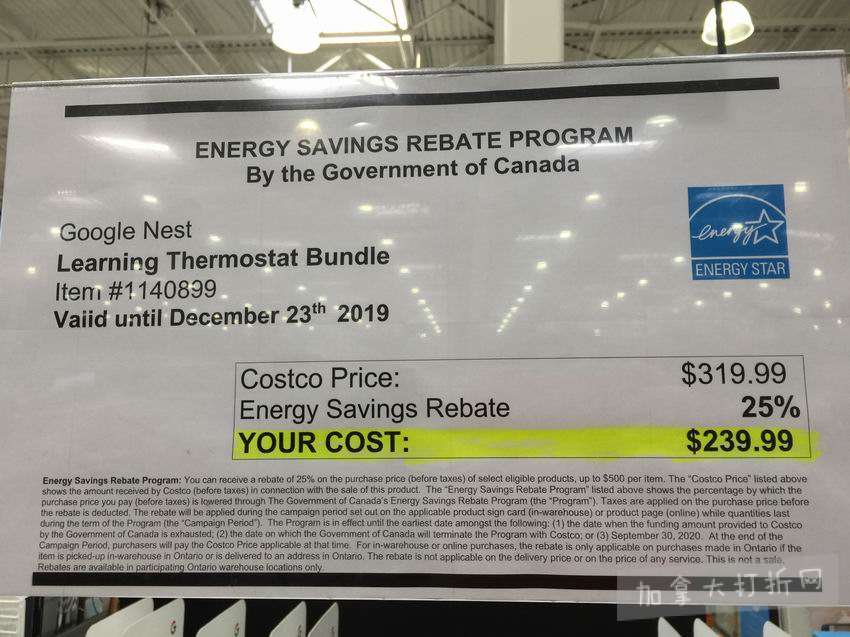 ENERGY SAVINGS REBATE PROGRAM
By the Government of Canada
energy
ENERGY STAR
Google Nest
Learning Thermostat Bundle
Item #1140899
Vaiid until December 23th 2019
Costco Price: $319.99
Energy Savings Rebate 25%
YOUR COST: $239.99
Energy Savings Rebate Program: You can receive a rebate of 25% on the purchase price (before taxes) of select eligible products, up to $500 per item. The "Costco Price" listed above
shows the amount received by Costco (before taxes) in connection with the sale of this product. The "Energy Savings Rebate" listed above shows the percentage by which the
purchase price you pay (before taxes) is lowered through The Government of Canada's Energy Savings Rebate Program (the "Program"). Taxes are applied on the purchase price before
the rebate is deducted. The rebate will be applied during the campaign period set out on the applicable product sign card (in-warehouse) or product page (online) while quantities last
during the term of the Program (the "Campaign Period"). The Program is in effect until the earliest date amongst the following: (1) the date when the funding amount provided to Costco
by the Government of Canada is exhausted; (2) the date on which the Government of Canada will terminate the Program with Costco; or (3) September 30, 2020. At the end of the
Campaign Period, purchasers will pay the Costco Price applicable at that time. For in-warehouse or online purchases, the rebate is only applicable on purchases made in Ontario if the
item is picked-up in-warehouse in Ontario or is delivered to an address in Ontario. The rebate is not applicable on the delivery price or on the price of any service. This is not a sale.
Rebates are available in participating Ontario warehouse locations only.
加拿大打折网